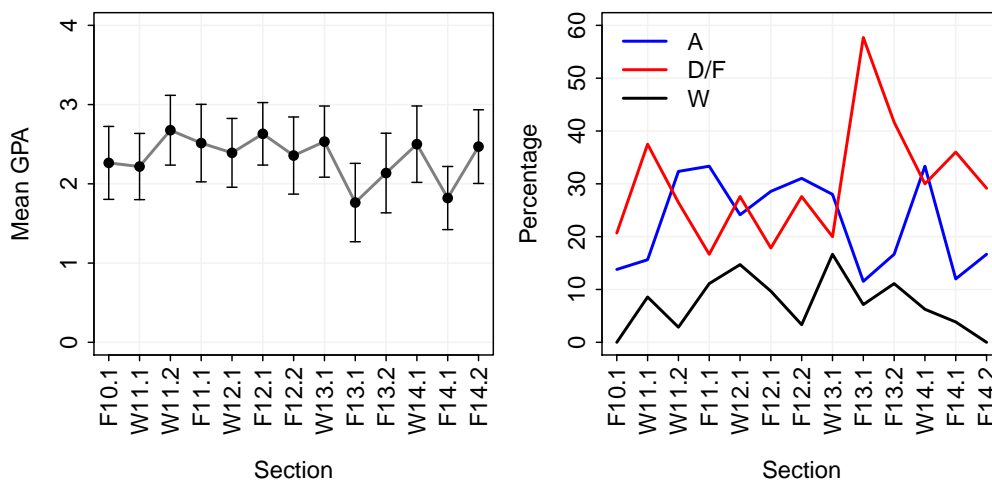 4
3
2
1
0
Mean GPA
F10.1
W11.1
W11.2
F11.1
W12.1
F12.1
F12.2
W13.1
F13.1
F13.2
W14.1
F14.1
F14.2
Section
60
50
40
30
20
10
0
Percentage
A
D/F
W
F10.1
W11.1
W11.2
F11.1
W12.1
F12.1
F12.2
W13.1
F13.1
F13.2
W14.1
F14.1
F14.2
Section